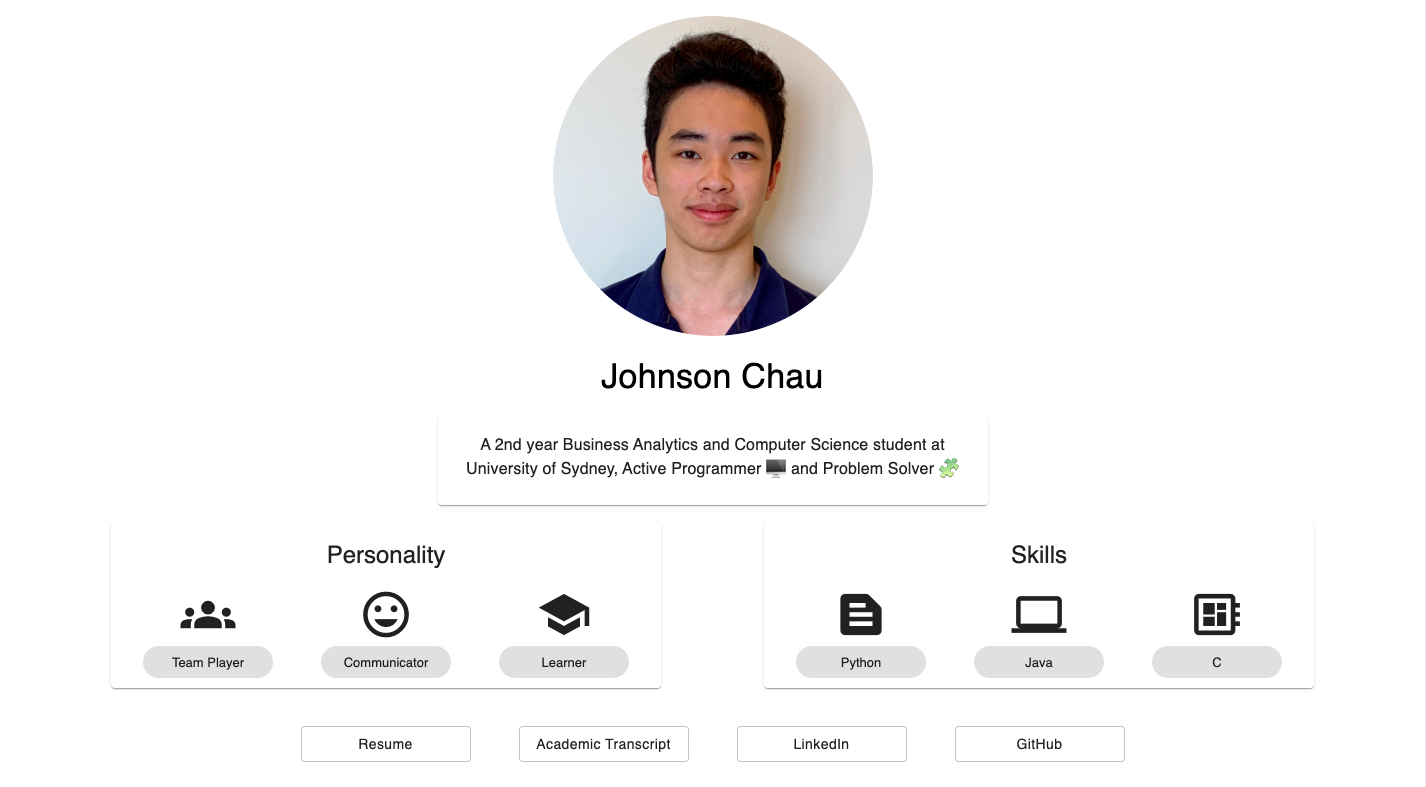 Johnson Chau
A 2nd year Business Analytics and Computer Science student at
University of Sydney, Active Programmer 🖥️ and Problem Solver 🧩
Personality
Team Player
Communicator
Learner
Skills
Python
Java
C
Resume
Academic Transcript
LinkedIn
GitHub